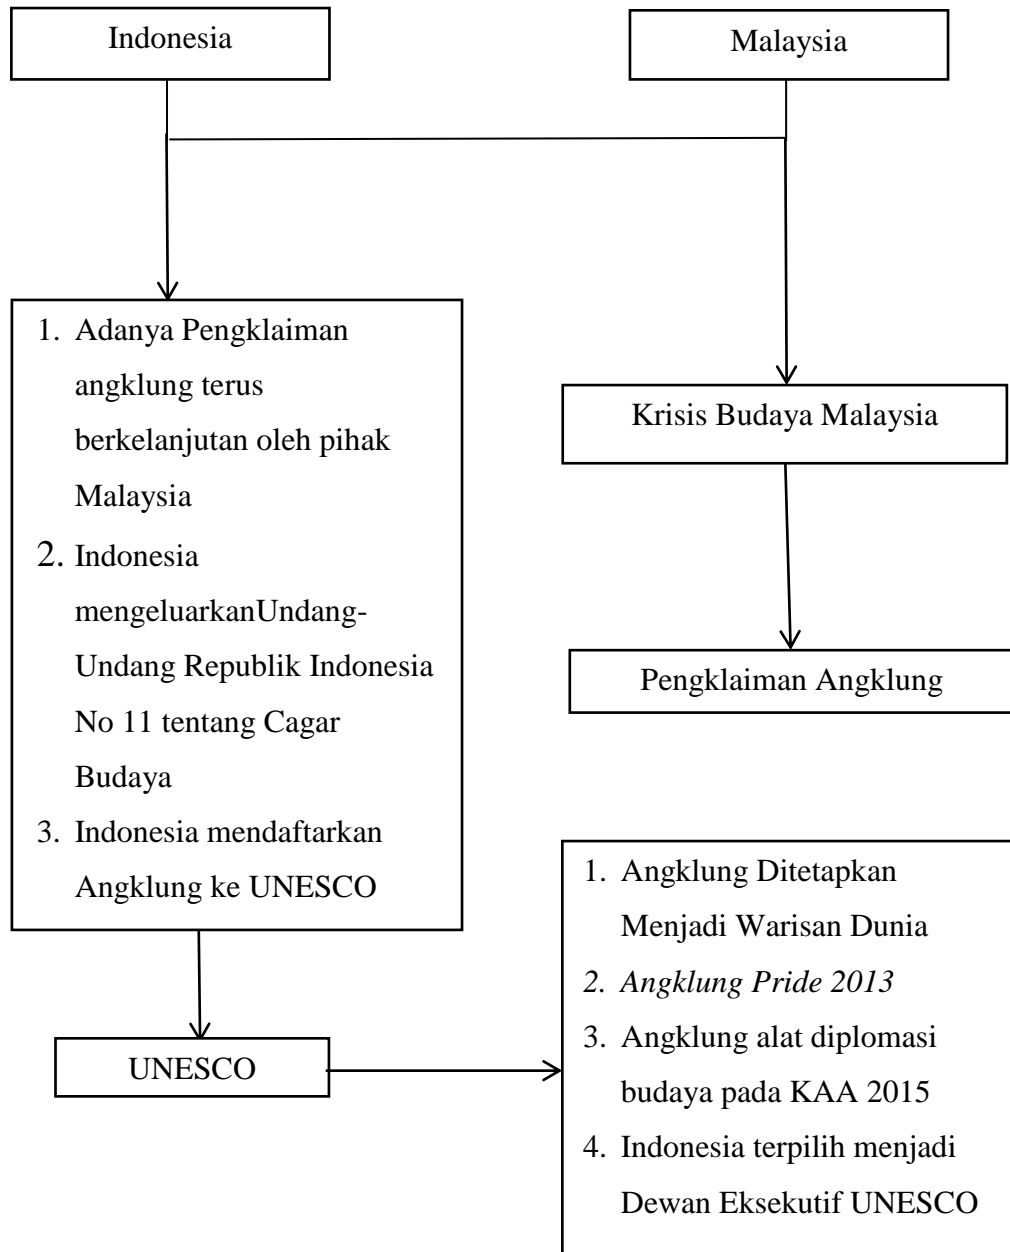 Indonesia
Malaysia
1. Adanya Pengklaiman
angklung terus
berkelanjutan oleh pihak
Malaysia
2. Indonesia
mengeluarkanUndang-
Undang Republik Indonesia
No 11 tentang Cagar
Budaya
3. Indonesia mendaftarkan
Angklung ke UNESCO
Krisis Budaya Malaysia
Pengklaiman Angklung
UNESCO
1. Angklung Ditetapkan
Menjadi Warisan Dunia
2. Angklung Pride 2013
3. Angklung alat diplomasi
budaya pada KAA 2015
4. Indonesia terpilih menjadi
Dewan Eksekutif UNESCO